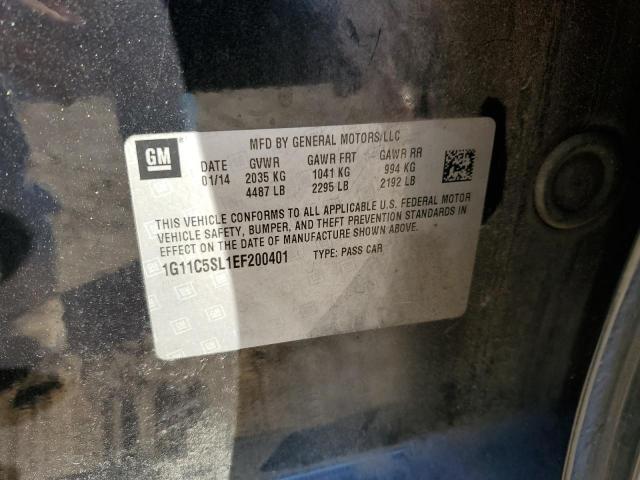 GM
MFD BY GENERAL MOTORS LLC
DATE GVWR GAWR FRT GAWR RR
01/14 2035 KG 1041 KG 994 KG
4487 LB 2295 LB 2192 LB
THIS VEHICLE CONFORMS TO ALL APPLICABLE U.S. FEDERAL MOTOR
VEHICLE SAFETY, BUMPER, AND THEFT PREVENTION STANDARDS IN
EFFECT ON THE DATE OF MANUFACTURE SHOWN ABOVE.
1G11C5SL1EF200401 TYPE: PASS CAR